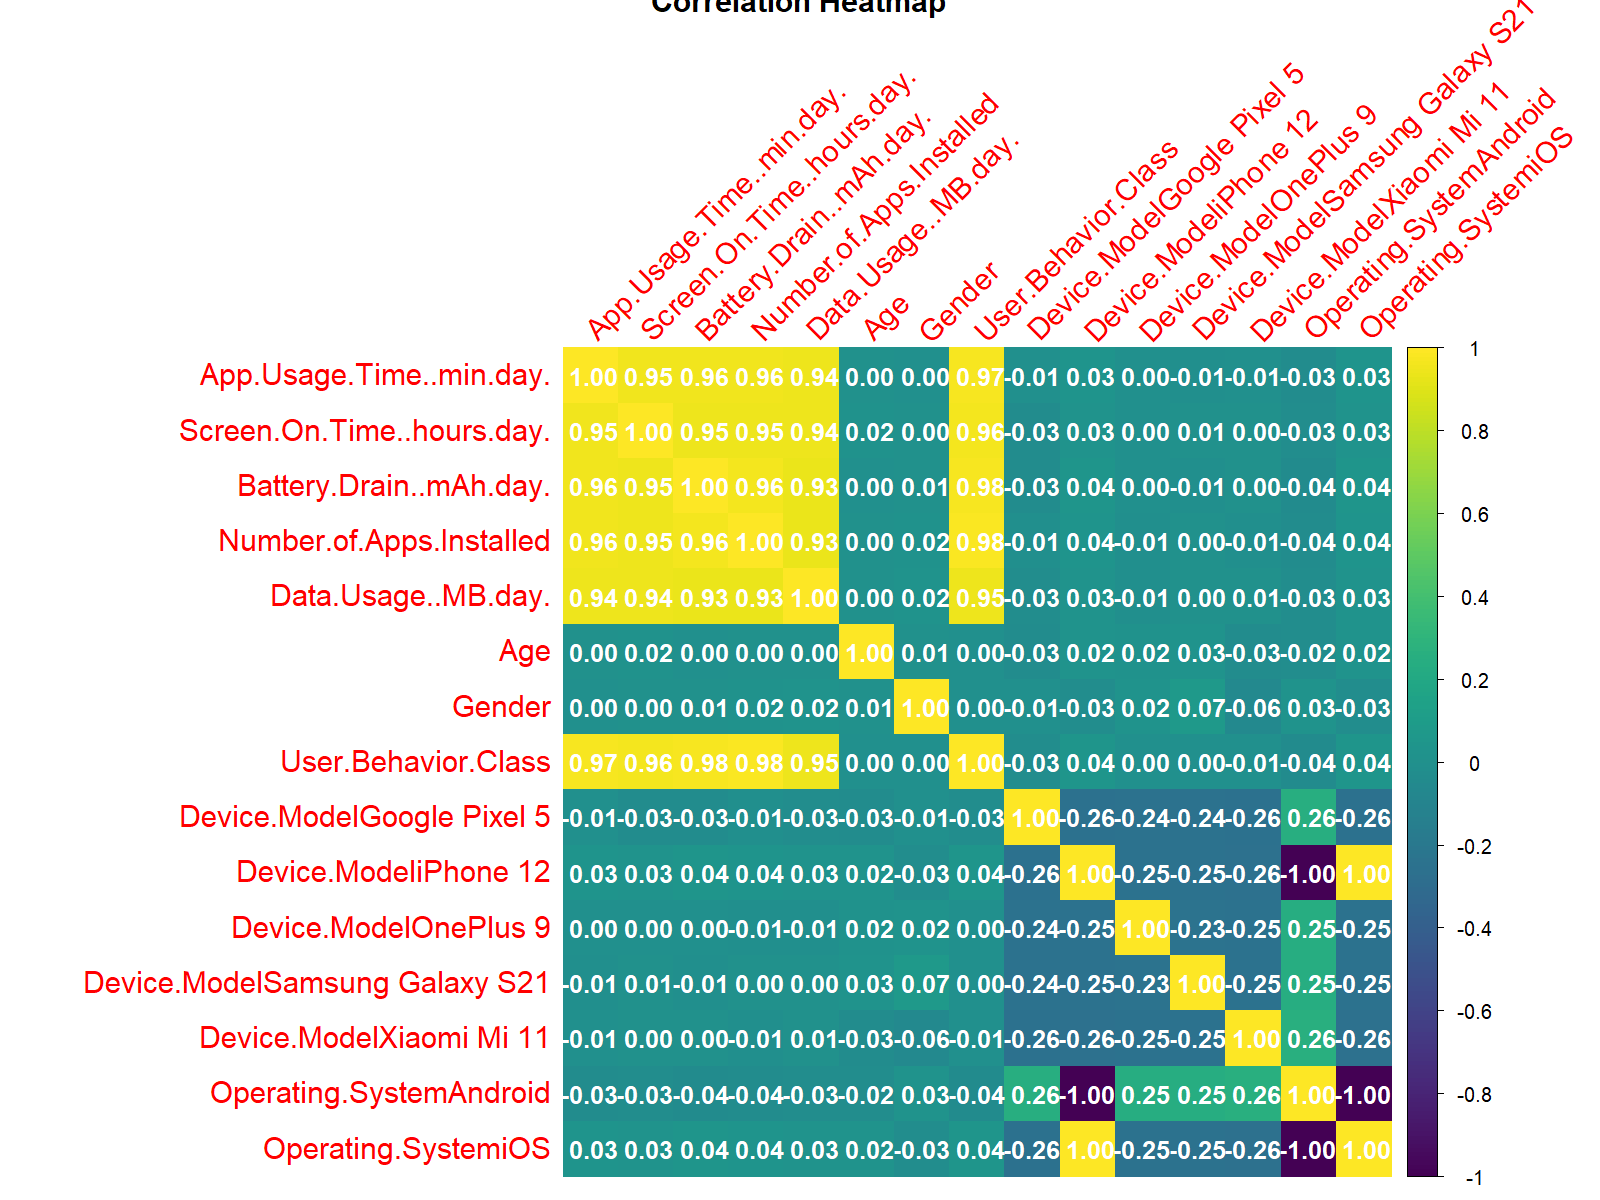 Correlation Heatmap
App.Usage.Time..min.day.
Screen.On.Time..hours.day.
Battery.Drain..mAh.day.
Number.of.Apps.Installed
Data.Usage..MB.day.
Age
Gender
User.Behavior.Class
Device.ModelGoogle Pixel 5
Device.ModeliPhone 12
Device.ModelOnePlus 9
Device.ModelSamsung Galaxy S21
Device.ModelXiaomi Mi 11
Operating.SystemAndroid
Operating.SystemiOS
App.Usage.Time..min.day. 1.00 0.95 0.96 0.96 0.94 0.00 0.00 0.97 -0.01 0.03 0.00 -0.01 -0.01 -0.03 0.03
Screen.On.Time..hours.day. 0.95 1.00 0.95 0.95 0.94 0.02 0.00 0.96 -0.03 0.03 0.00 0.01 0.00 -0.03 0.03
Battery.Drain..mAh.day. 0.96 0.95 1.00 0.96 0.93 0.00 0.01 0.98 -0.03 0.04 0.00 -0.01 0.00 -0.04 0.04
Number.of.Apps.Installed 0.96 0.95 0.96 1.00 0.93 0.00 0.02 0.98 -0.01 0.04 -0.01 0.00 -0.01 -0.04 0.04
Data.Usage..MB.day. 0.94 0.94 0.93 0.93 1.00 0.00 0.02 0.95 -0.03 0.03 -0.01 0.00 0.01 -0.03 0.03
Age 0.00 0.02 0.00 0.00 0.00 1.00 0.01 0.00 -0.03 0.02 0.02 0.03 -0.03 -0.02 0.02
Gender 0.00 0.00 0.01 0.02 0.02 0.01 1.00 0.00 -0.01 -0.03 0.02 0.07 -0.06 0.03 -0.03
User.Behavior.Class 0.97 0.96 0.98 0.98 0.95 0.00 0.00 1.00 -0.03 0.04 0.00 0.00 -0.01 -0.04 0.04
Device.ModelGoogle Pixel 5 -0.01 -0.03 -0.03 -0.01 -0.03 -0.03 -0.01 -0.03 1.00 -0.26 -0.24 -0.24 -0.26 0.26 -0.26
Device.ModeliPhone 12 0.03 0.03 0.04 0.04 0.03 0.02 -0.03 0.04 -0.26 1.00 -0.25 -0.25 -0.26 -1.00 1.00
Device.ModelOnePlus 9 0.00 0.00 0.00 -0.01 -0.01 0.02 0.02 0.00 -0.24 -0.25 1.00 -0.23 -0.25 0.25 -0.25
Device.ModelSamsung Galaxy S21 -0.01 0.01 -0.01 0.00 0.00 0.03 0.07 0.00 -0.24 -0.25 -0.23 1.00 -0.25 0.25 -0.25
Device.ModelXiaomi Mi 11 -0.01 0.00 0.00 -0.01 0.01 -0.03 -0.06 -0.01 -0.26 -0.26 -0.25 -0.25 1.00 0.26 -0.26
Operating.SystemAndroid -0.03 -0.03 -0.04 -0.04 -0.03 -0.02 0.03 -0.04 0.26 -1.00 0.25 0.25 0.26 1.00 -1.00
Operating.SystemiOS 0.03 0.03 0.04 0.04 0.03 0.02 -0.03 0.04 -0.26 1.00 -0.25 -0.25 -0.26 -1.00 1.00
1
0.8
0.6
0.4
0.2
0
-0.2
-0.4
-0.6
-0.8
-1